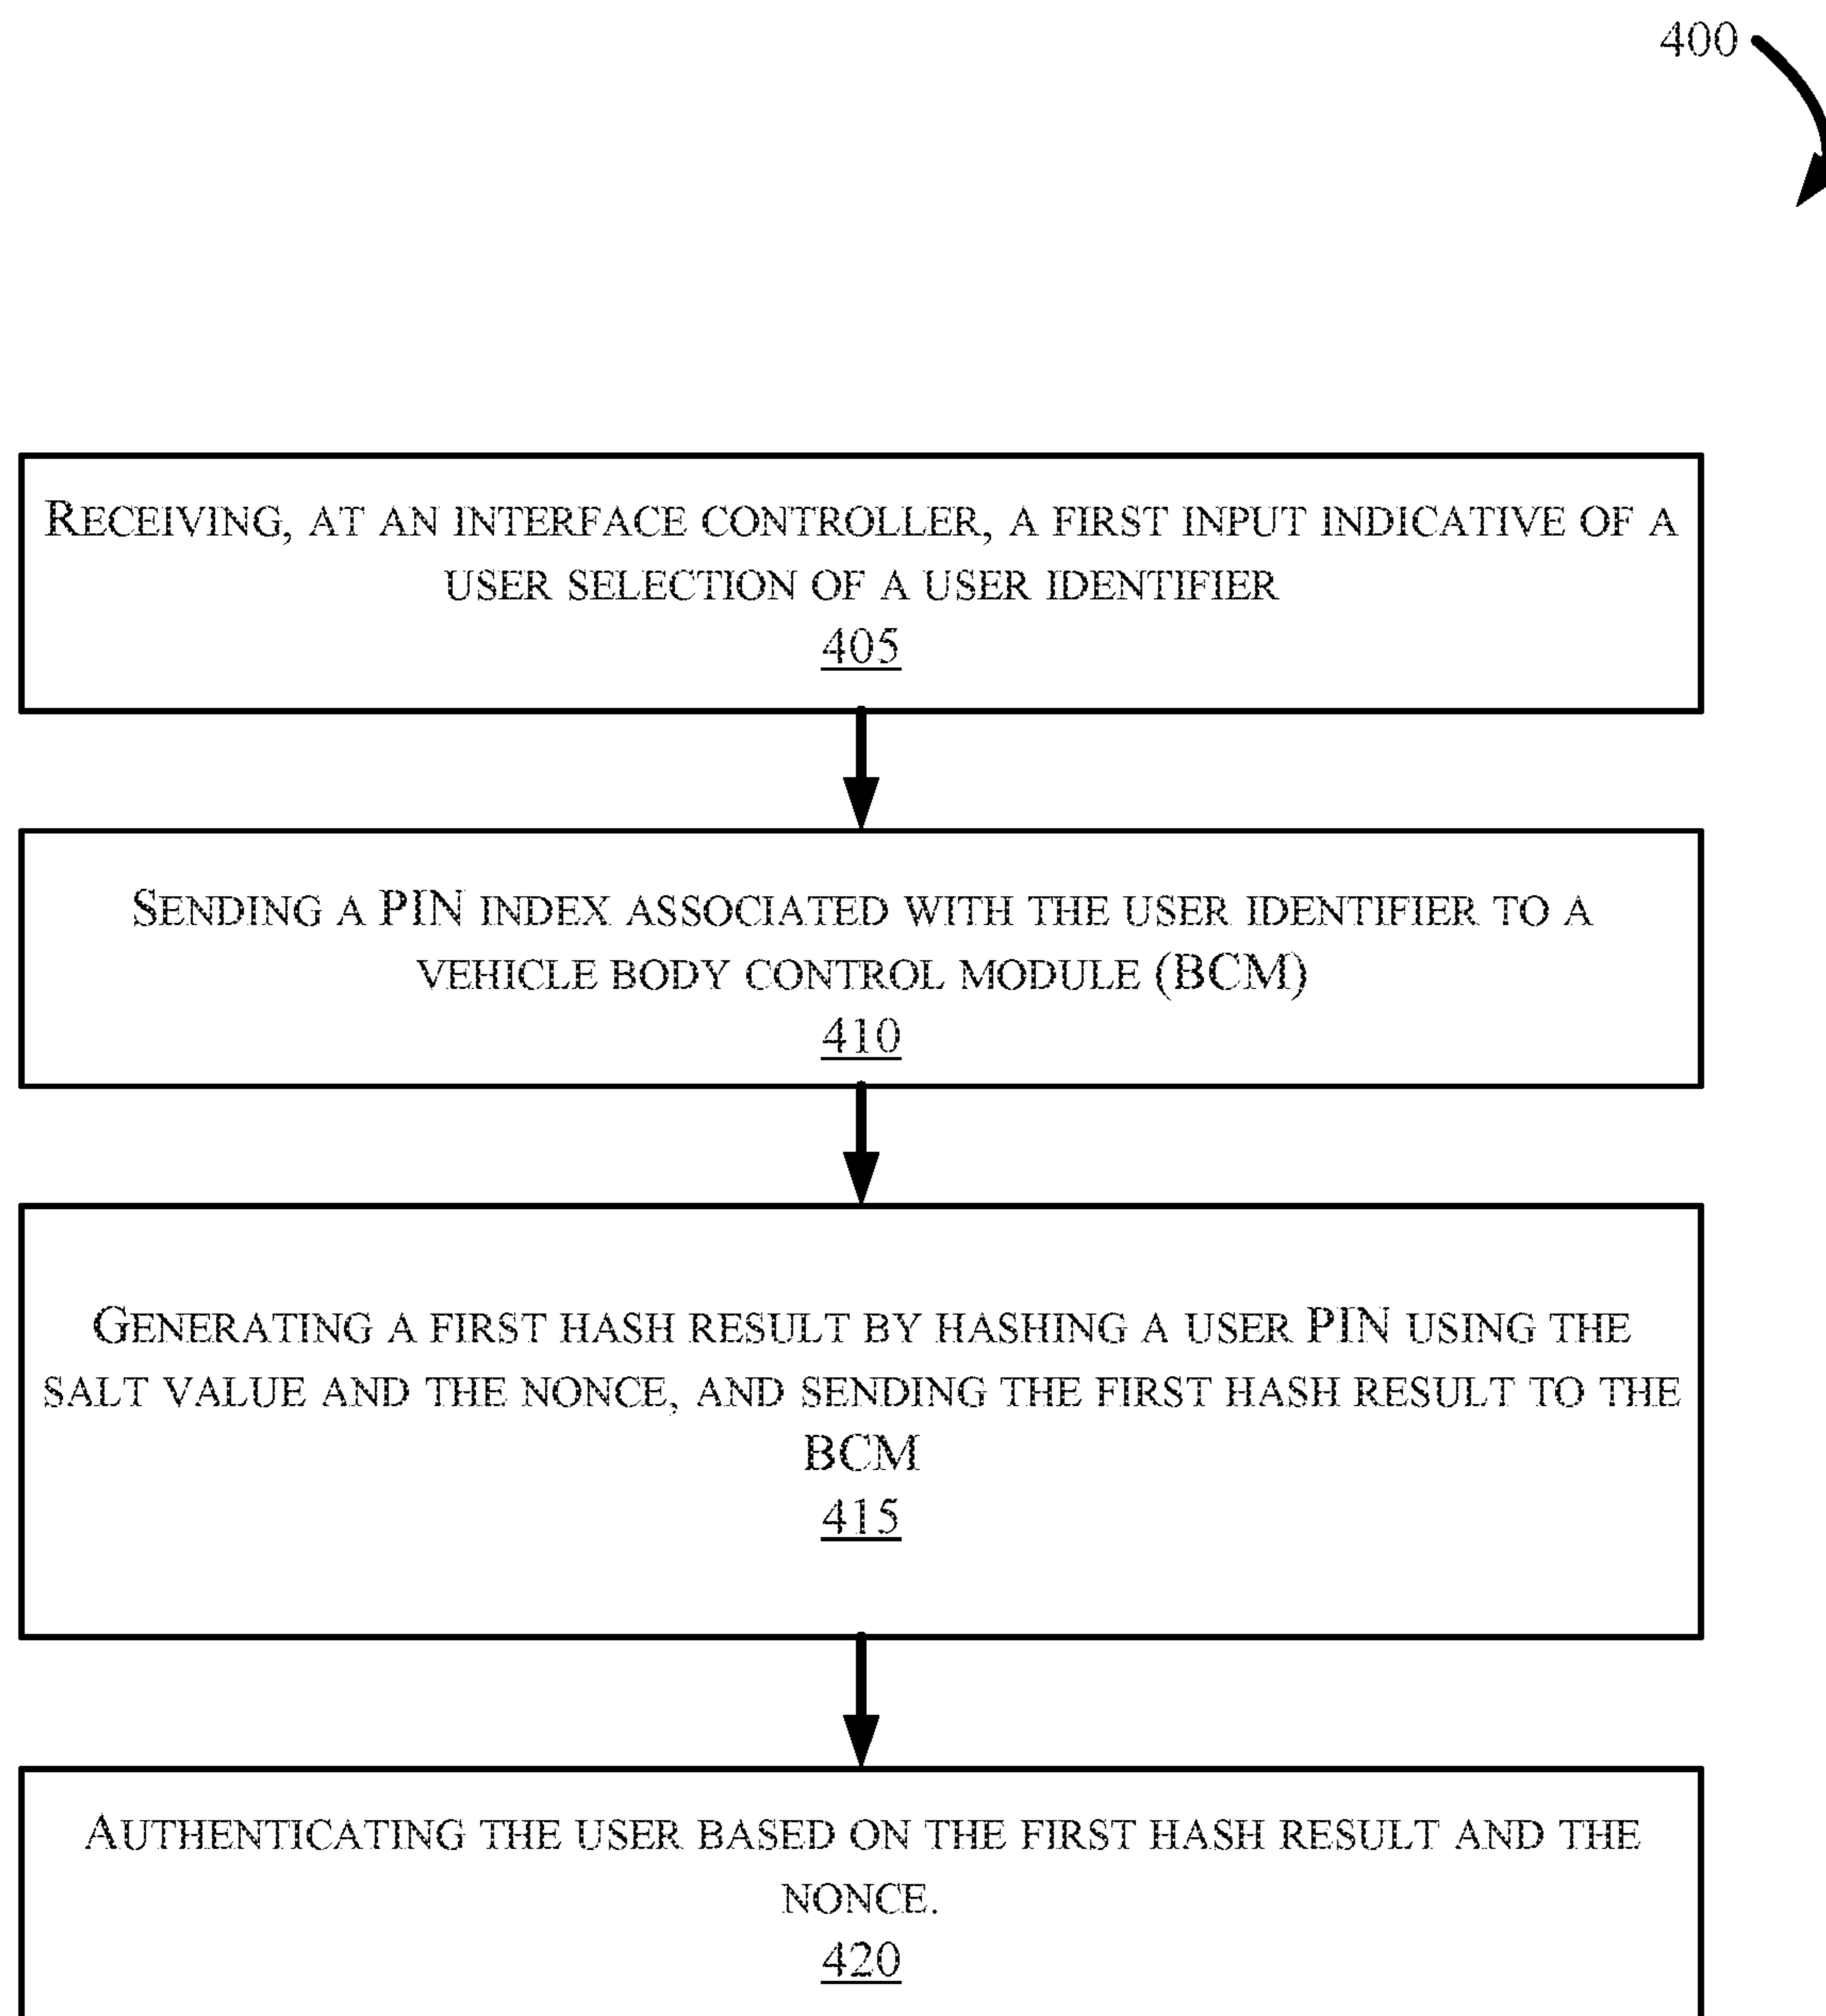 400
RECEIVING, AT AN INTERFACE CONTROLLER, A FIRST INPUT INDICATIVE OF A
USER SELECTION OF A USER IDENTIFIER
405
SENDING A PIN INDEX ASSOCIATED WITH THE USER IDENTIFIER TO A
VEHICLE BODY CONTROL MODULE (BCM)
410
GENERATING A FIRST HASH RESULT BY HASHING A USER PIN USING THE
SALT VALUE AND THE NONCE, AND SENDING THE FIRST HASH RESULT TO THE
BCM
415
AUTHENTICATING THE USER BASED ON THE FIRST HASH RESULT AND THE
NONCE.
420